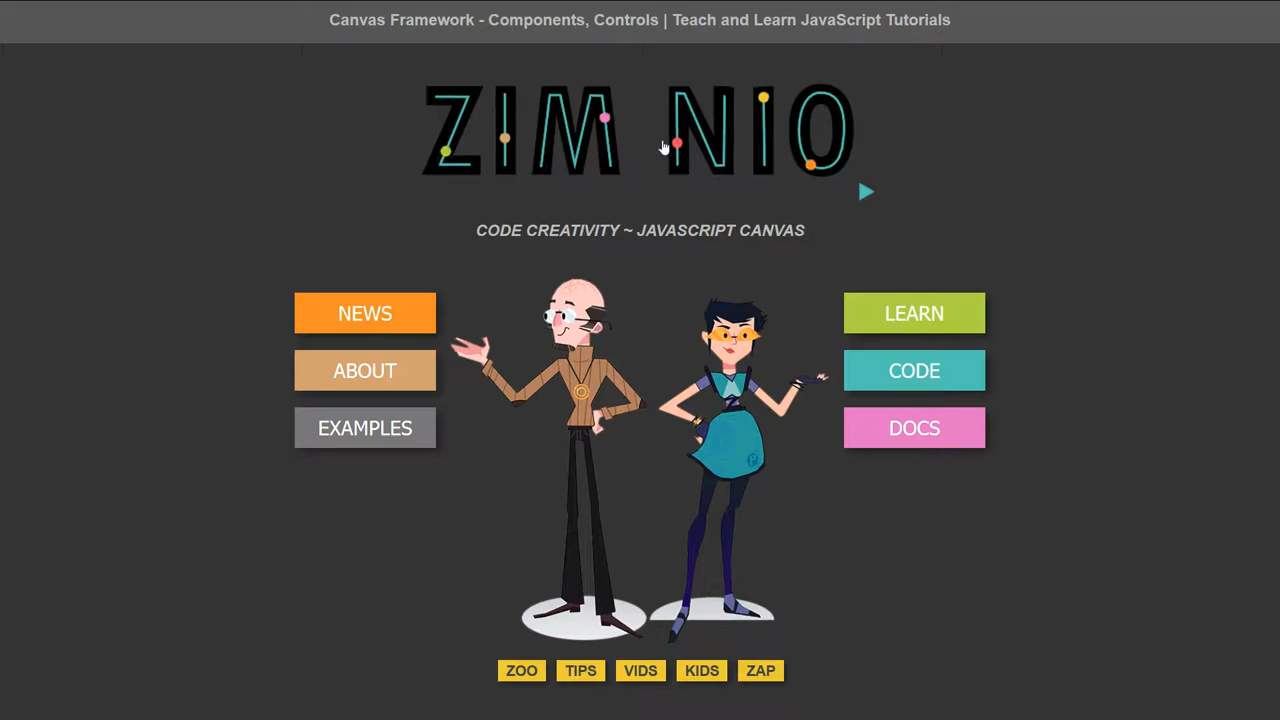 Canvas Framework - Components, Controls | Teach and Learn JavaScript Tutorials
ZIM NIO
CODE CREATIVITY ~ JAVASCRIPT CANVAS
NEWS
ABOUT
EXAMPLES
LEARN
CODE
DOCS
ZOO TIPS VIDS KIDS ZAP